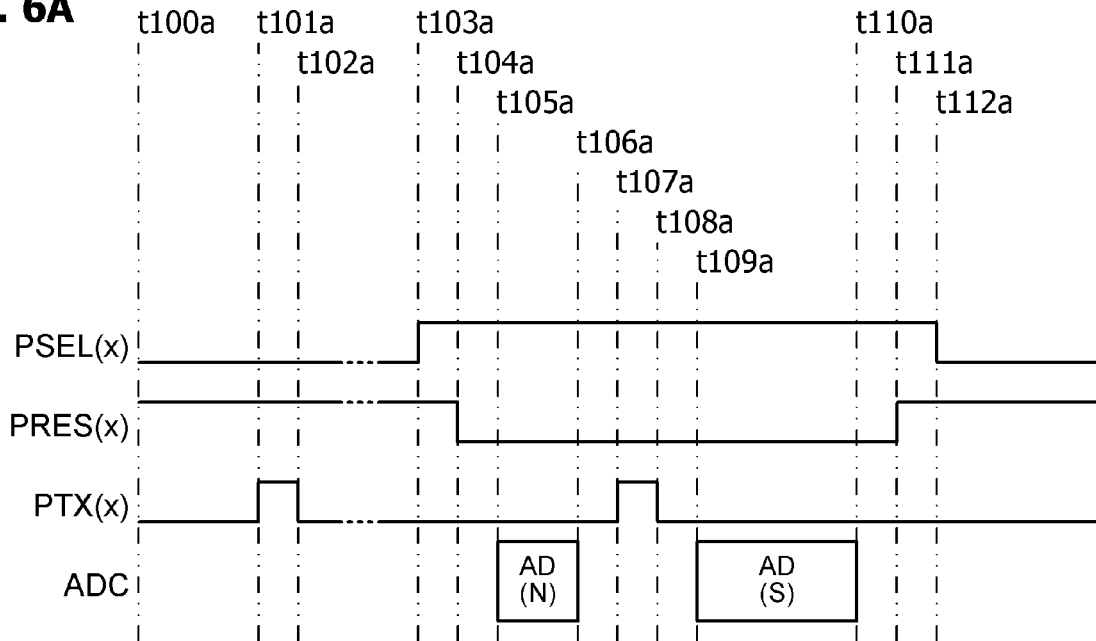 . 6A
t100a t101a t103a t110a
t102a t104a t111a
t105a t112a
t106a
t107a
t108a
t109a
PSEL(x)
PRES(x)
PTX(x)
ADC
AD
(N)
AD
(S)